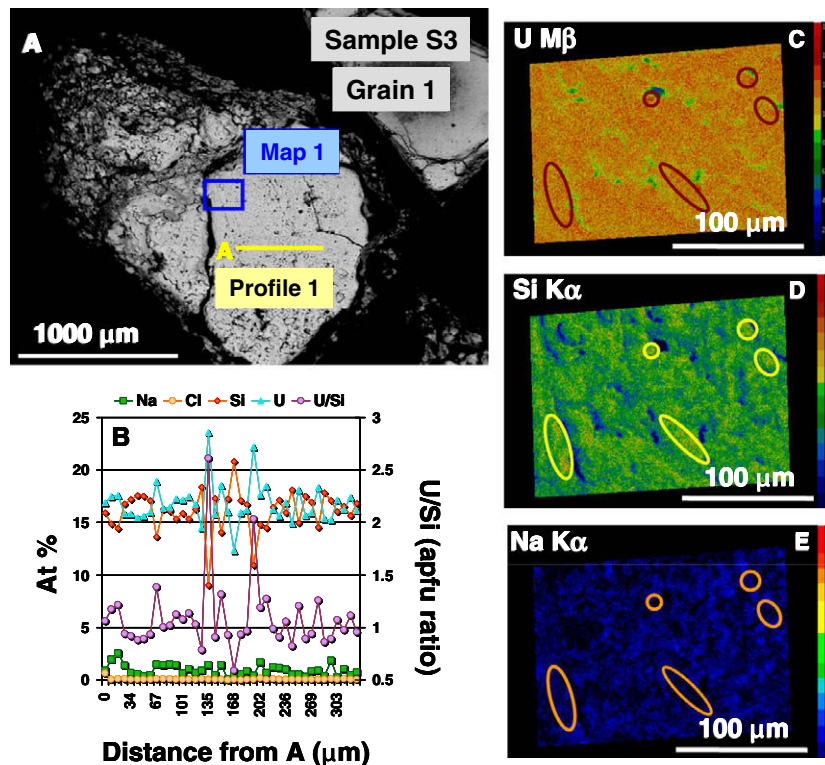 A
Sample S3
Grain 1
Map 1
A
Profile 1
1000 µm
Na Cl Si U U/Si
B
25
20
15
10
5
0
3
2.5
2
1.5
1
0.5
At %
U/Si (apfu ratio)
0 34 67 101 135 168 202 236 269 303
Distance from A (µm)
U Mβ C
100 µm
Si Kα D
100 µm
Na Kα E
100 µm